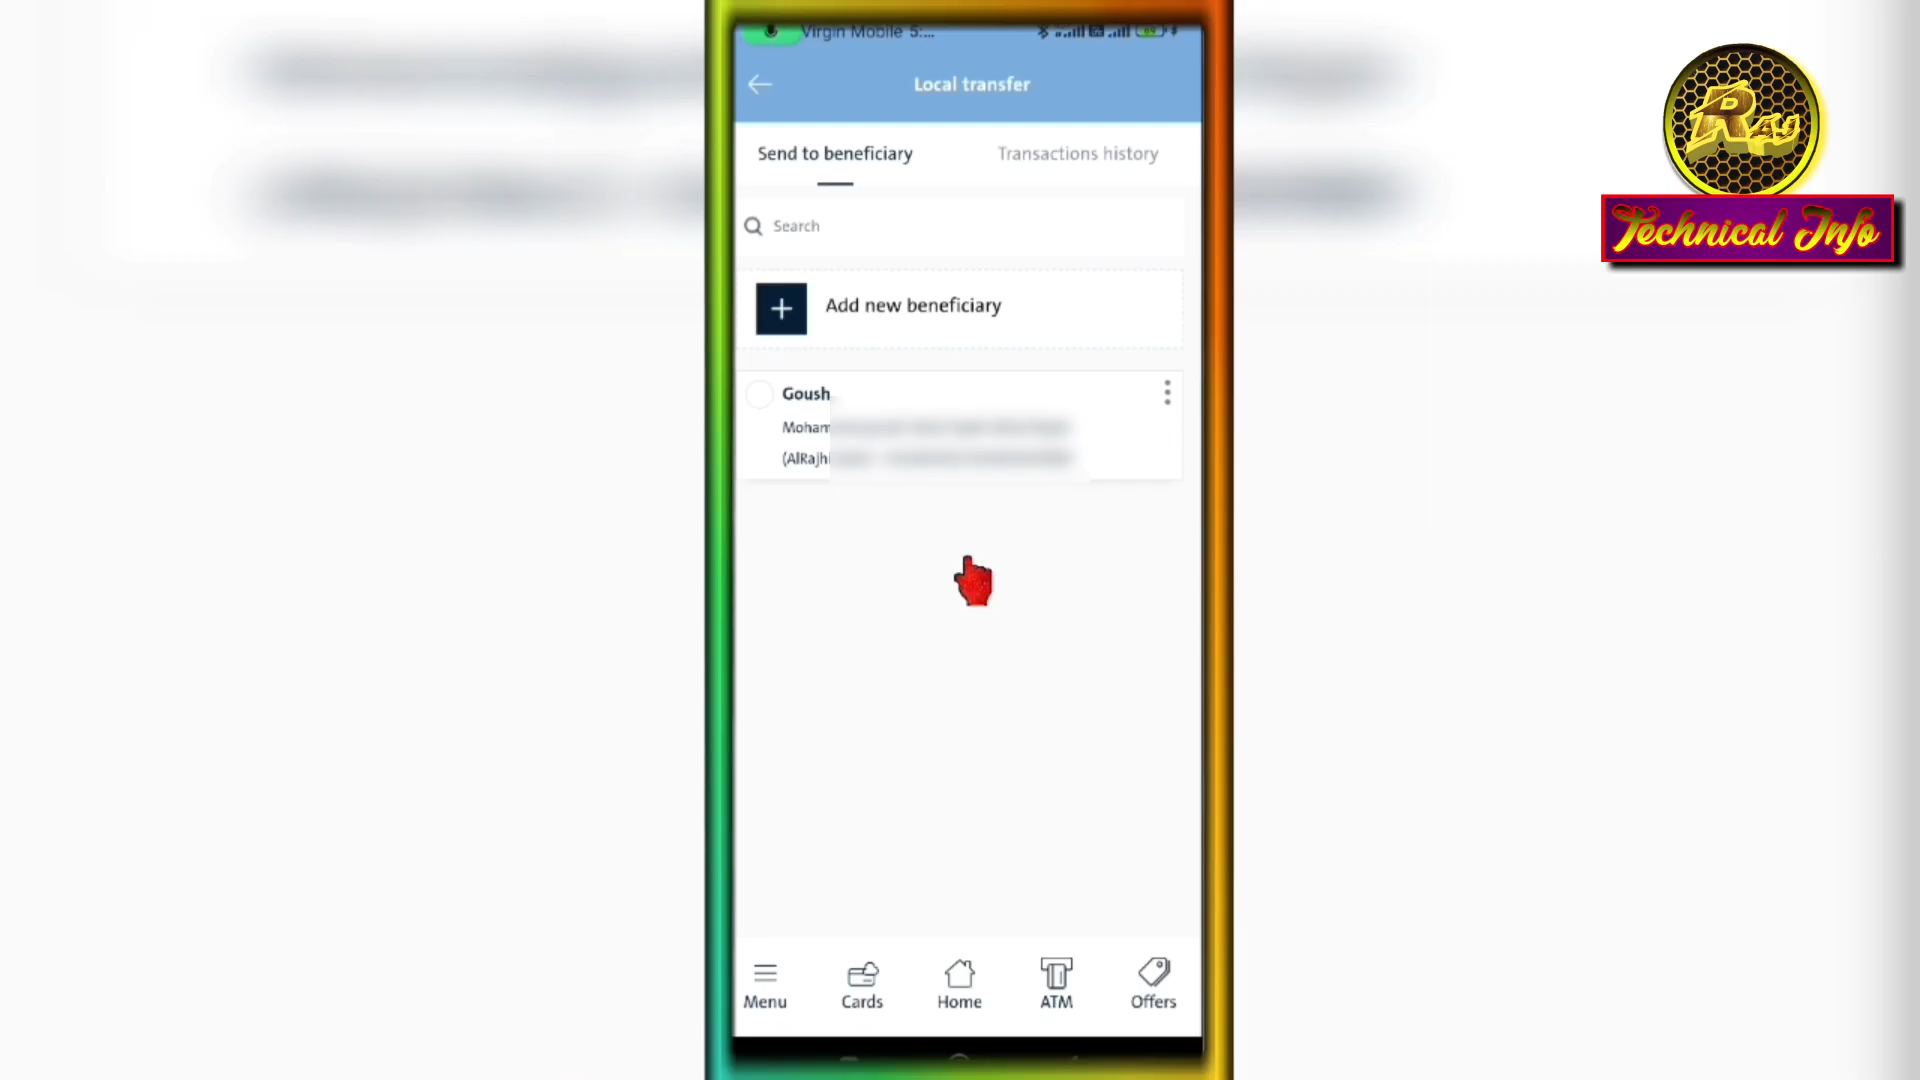 Virgin Mobile 5:...
Local transfer
Send to beneficiary
Transactions history
Search
Add new beneficiary
Goush
Moham
(AlRajhi
Menu
Cards
Home
ATM
Offers
Ray
Technical Info